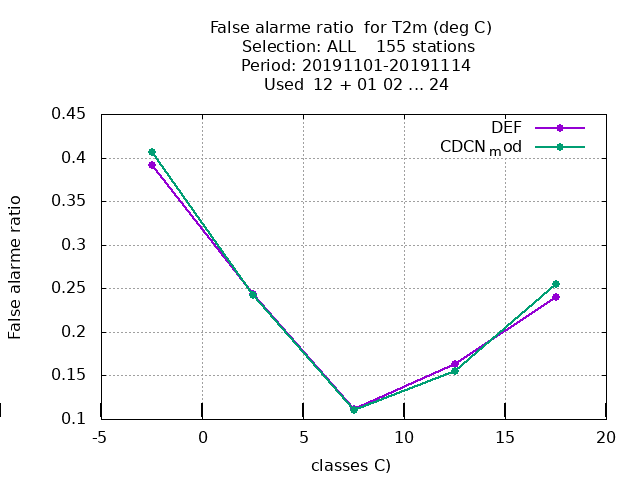 False alarme ratio  for T2m (deg C)
Selection: ALL    155 stations
Period: 20191101-20191114
Used  12 + 01 02 ... 24
DEF
CDCNmod
0.45
0.4
0.35
0.3
0.25
0.2
0.15
0.1
False alarme ratio
-5 0 5 10 15 20
classes C)